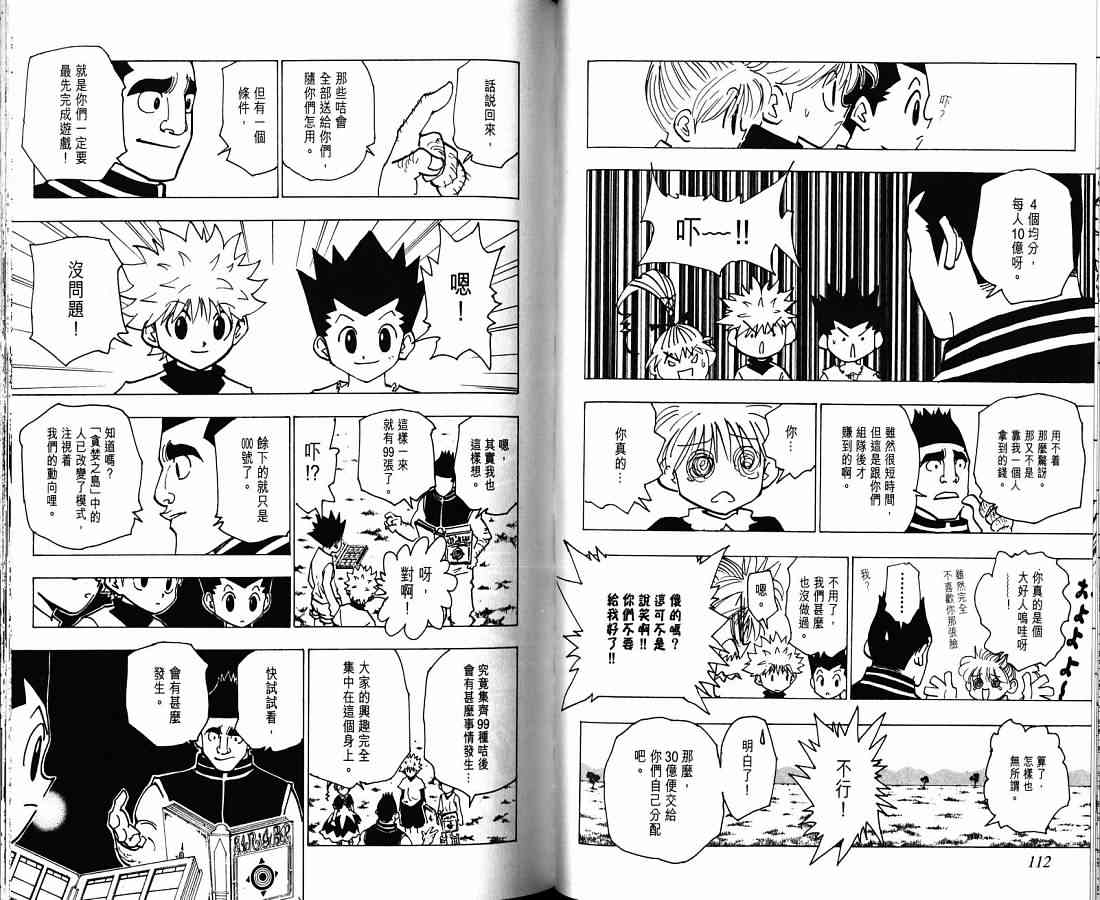 吓？
4個均分，
每人10億呀。
吓～～!!
用不着
那麼驚訝。
那又不是
靠我一個人
拿到的錢。
雖然很短時間，
但這是跟你們
組隊後才
賺到的啊。
你…
你真的…
およよよ～
你真的是個
大好人嗚哇呀
～～～!
雖然完全
不喜歡你那張臉
………
我?
不用了，
我們甚麼
也沒做過。
嗯。
傻的嗎?
這可不是
說笑啊!!
你們不要
給我好了!!
算了，
怎樣也
無所謂。
不行！
明白了！
那麼，
30億便交給
你們自己分配
吧。
112
話說回來，
那些咭會
全部送給你們，
隨你們怎用。
但有一個
條件，
就是你們一定要
最先完成遊戲！
嗯！
沒問題！
嗯，
其實我也
這樣想。
這樣一來
就有99張了。
吓!?
呀，
對啊！
餘下的就只是
000號了。
知道嗎？
「貪婪之島」中的
人已改變了模式，
注視着
我們的動向哩。
究竟集齊99種咭後
會有甚麼事情發生…
大家的興趣完全
集中在這個身上。
快試試看，
會有甚麼
發生。